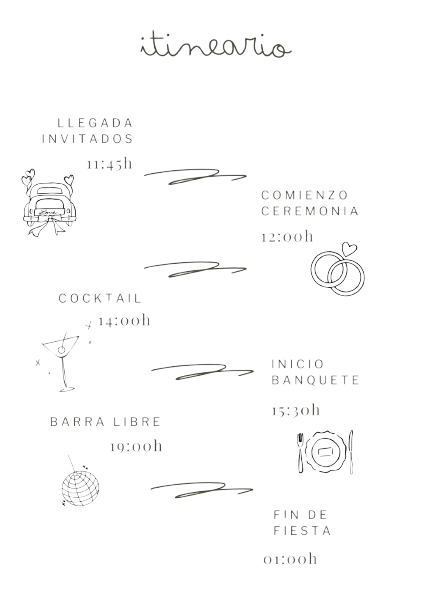 itineario
LLEGADA
INVITADOS
11:45h
COMIENZO
CEREMONIA
12:00h
COCKTAIL
14:00h
INICIO
BANQUETE
15:30h
BARRA LIBRE
19:00h
FIN DE
FIESTA
01:00h